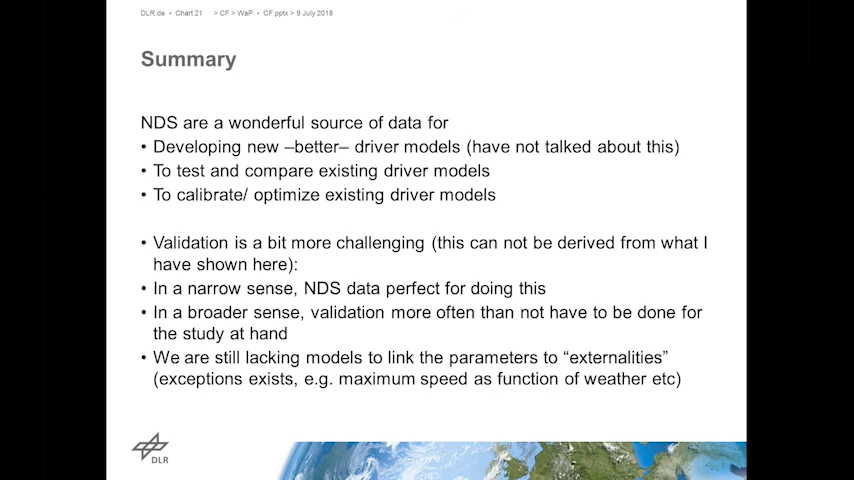 DLR.de • Chart 21 > CF > WaP • CF.pptx > 9 July 2018
Summary
NDS are a wonderful source of data for
• Developing new –better– driver models (have not talked about this)
• To test and compare existing driver models
• To calibrate/ optimize existing driver models
• Validation is a bit more challenging (this can not be derived from what I
have shown here):
• In a narrow sense, NDS data perfect for doing this
• In a broader sense, validation more often than not have to be done for
the study at hand
• We are still lacking models to link the parameters to “externalities”
(exceptions exists, e.g. maximum speed as function of weather etc)
DLR